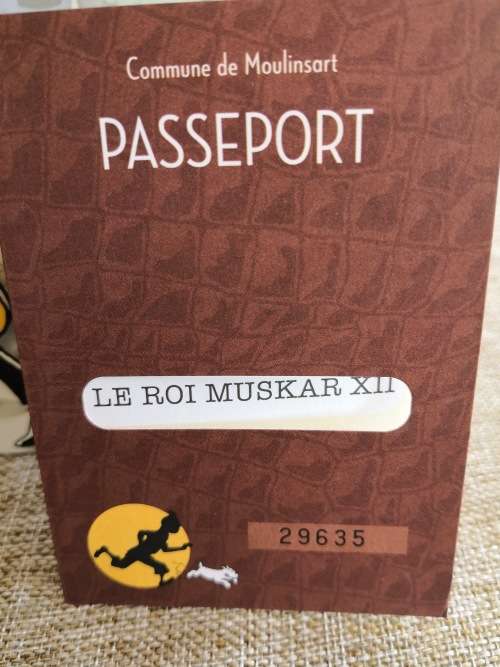 Commune de Moulinsart
PASSEPORT
LE ROI MUSKAR XII
29635